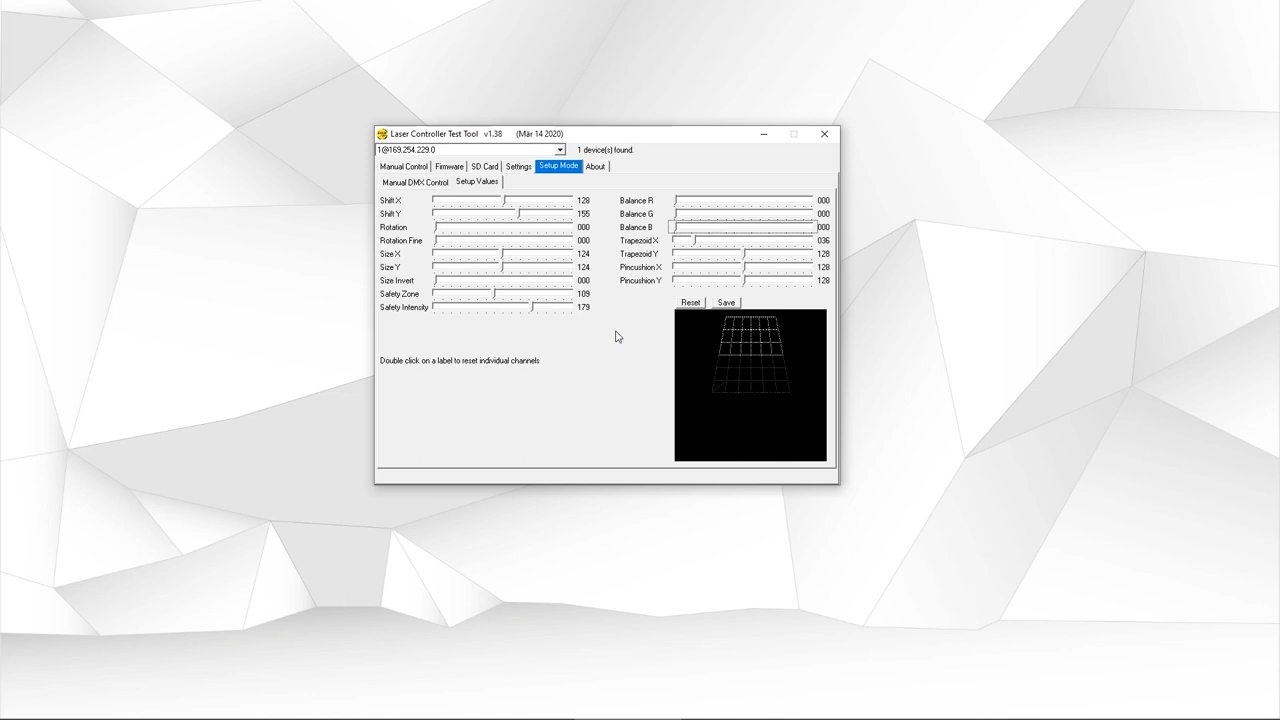 Laser Controller Test Tool v1.38 (Mär 14 2020)
1@169.254.229.0 1 device(s) found.
Manual Control Firmware SD Card Settings Setup Mode About
Manual DMX Control Setup Values
Shift X 128 Balance R 000
Shift Y 155 Balance G 000
Rotation 000 Balance B 000
Rotation Fine 000 Trapezoid X 036
Size X 124 Trapezoid Y 128
Size Y 124 Pincushion X 128
Size Invert 000 Pincushion Y 128
Safety Zone 109
Safety Intensity 179
Reset Save
Double click on a label to reset individual channels